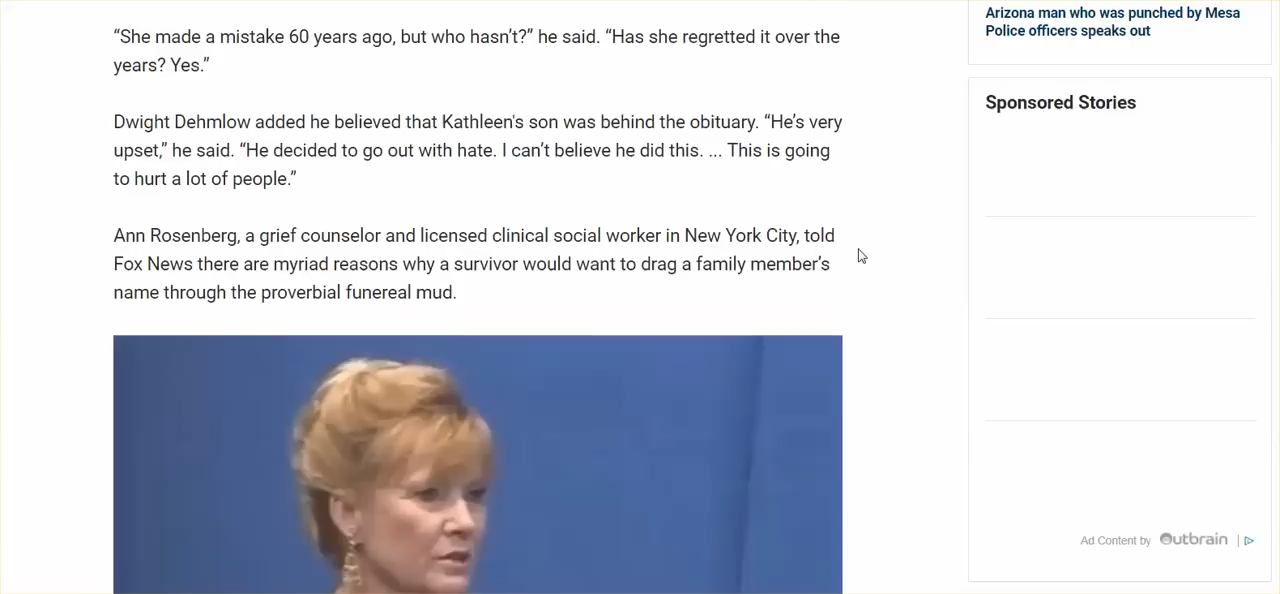 “She made a mistake 60 years ago, but who hasn’t?” he said. “Has she regretted it over the
years? Yes.”
Dwight Dehmlow added he believed that Kathleen's son was behind the obituary. “He’s very
upset,” he said. “He decided to go out with hate. I can’t believe he did this. ... This is going
to hurt a lot of people.”
Ann Rosenberg, a grief counselor and licensed clinical social worker in New York City, told
Fox News there are myriad reasons why a survivor would want to drag a family member’s
name through the proverbial funereal mud.
Arizona man who was punched by Mesa
Police officers speaks out
Sponsored Stories
Ad Content by Outbrain